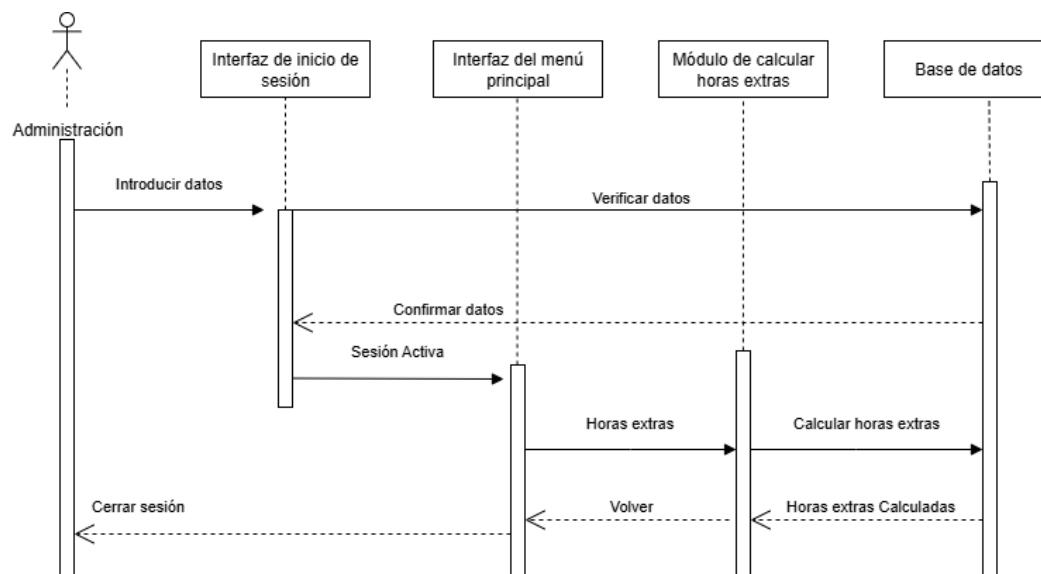 Interfaz de inicio de
sesión
Interfaz del menú
principal
Módulo de calcular
horas extras
Base de datos
Administración
Introducir datos
Verificar datos
Confirmar datos
Sesión Activa
Horas extras
Calcular horas extras
Cerrar sesión
Volver
Horas extras Calculadas